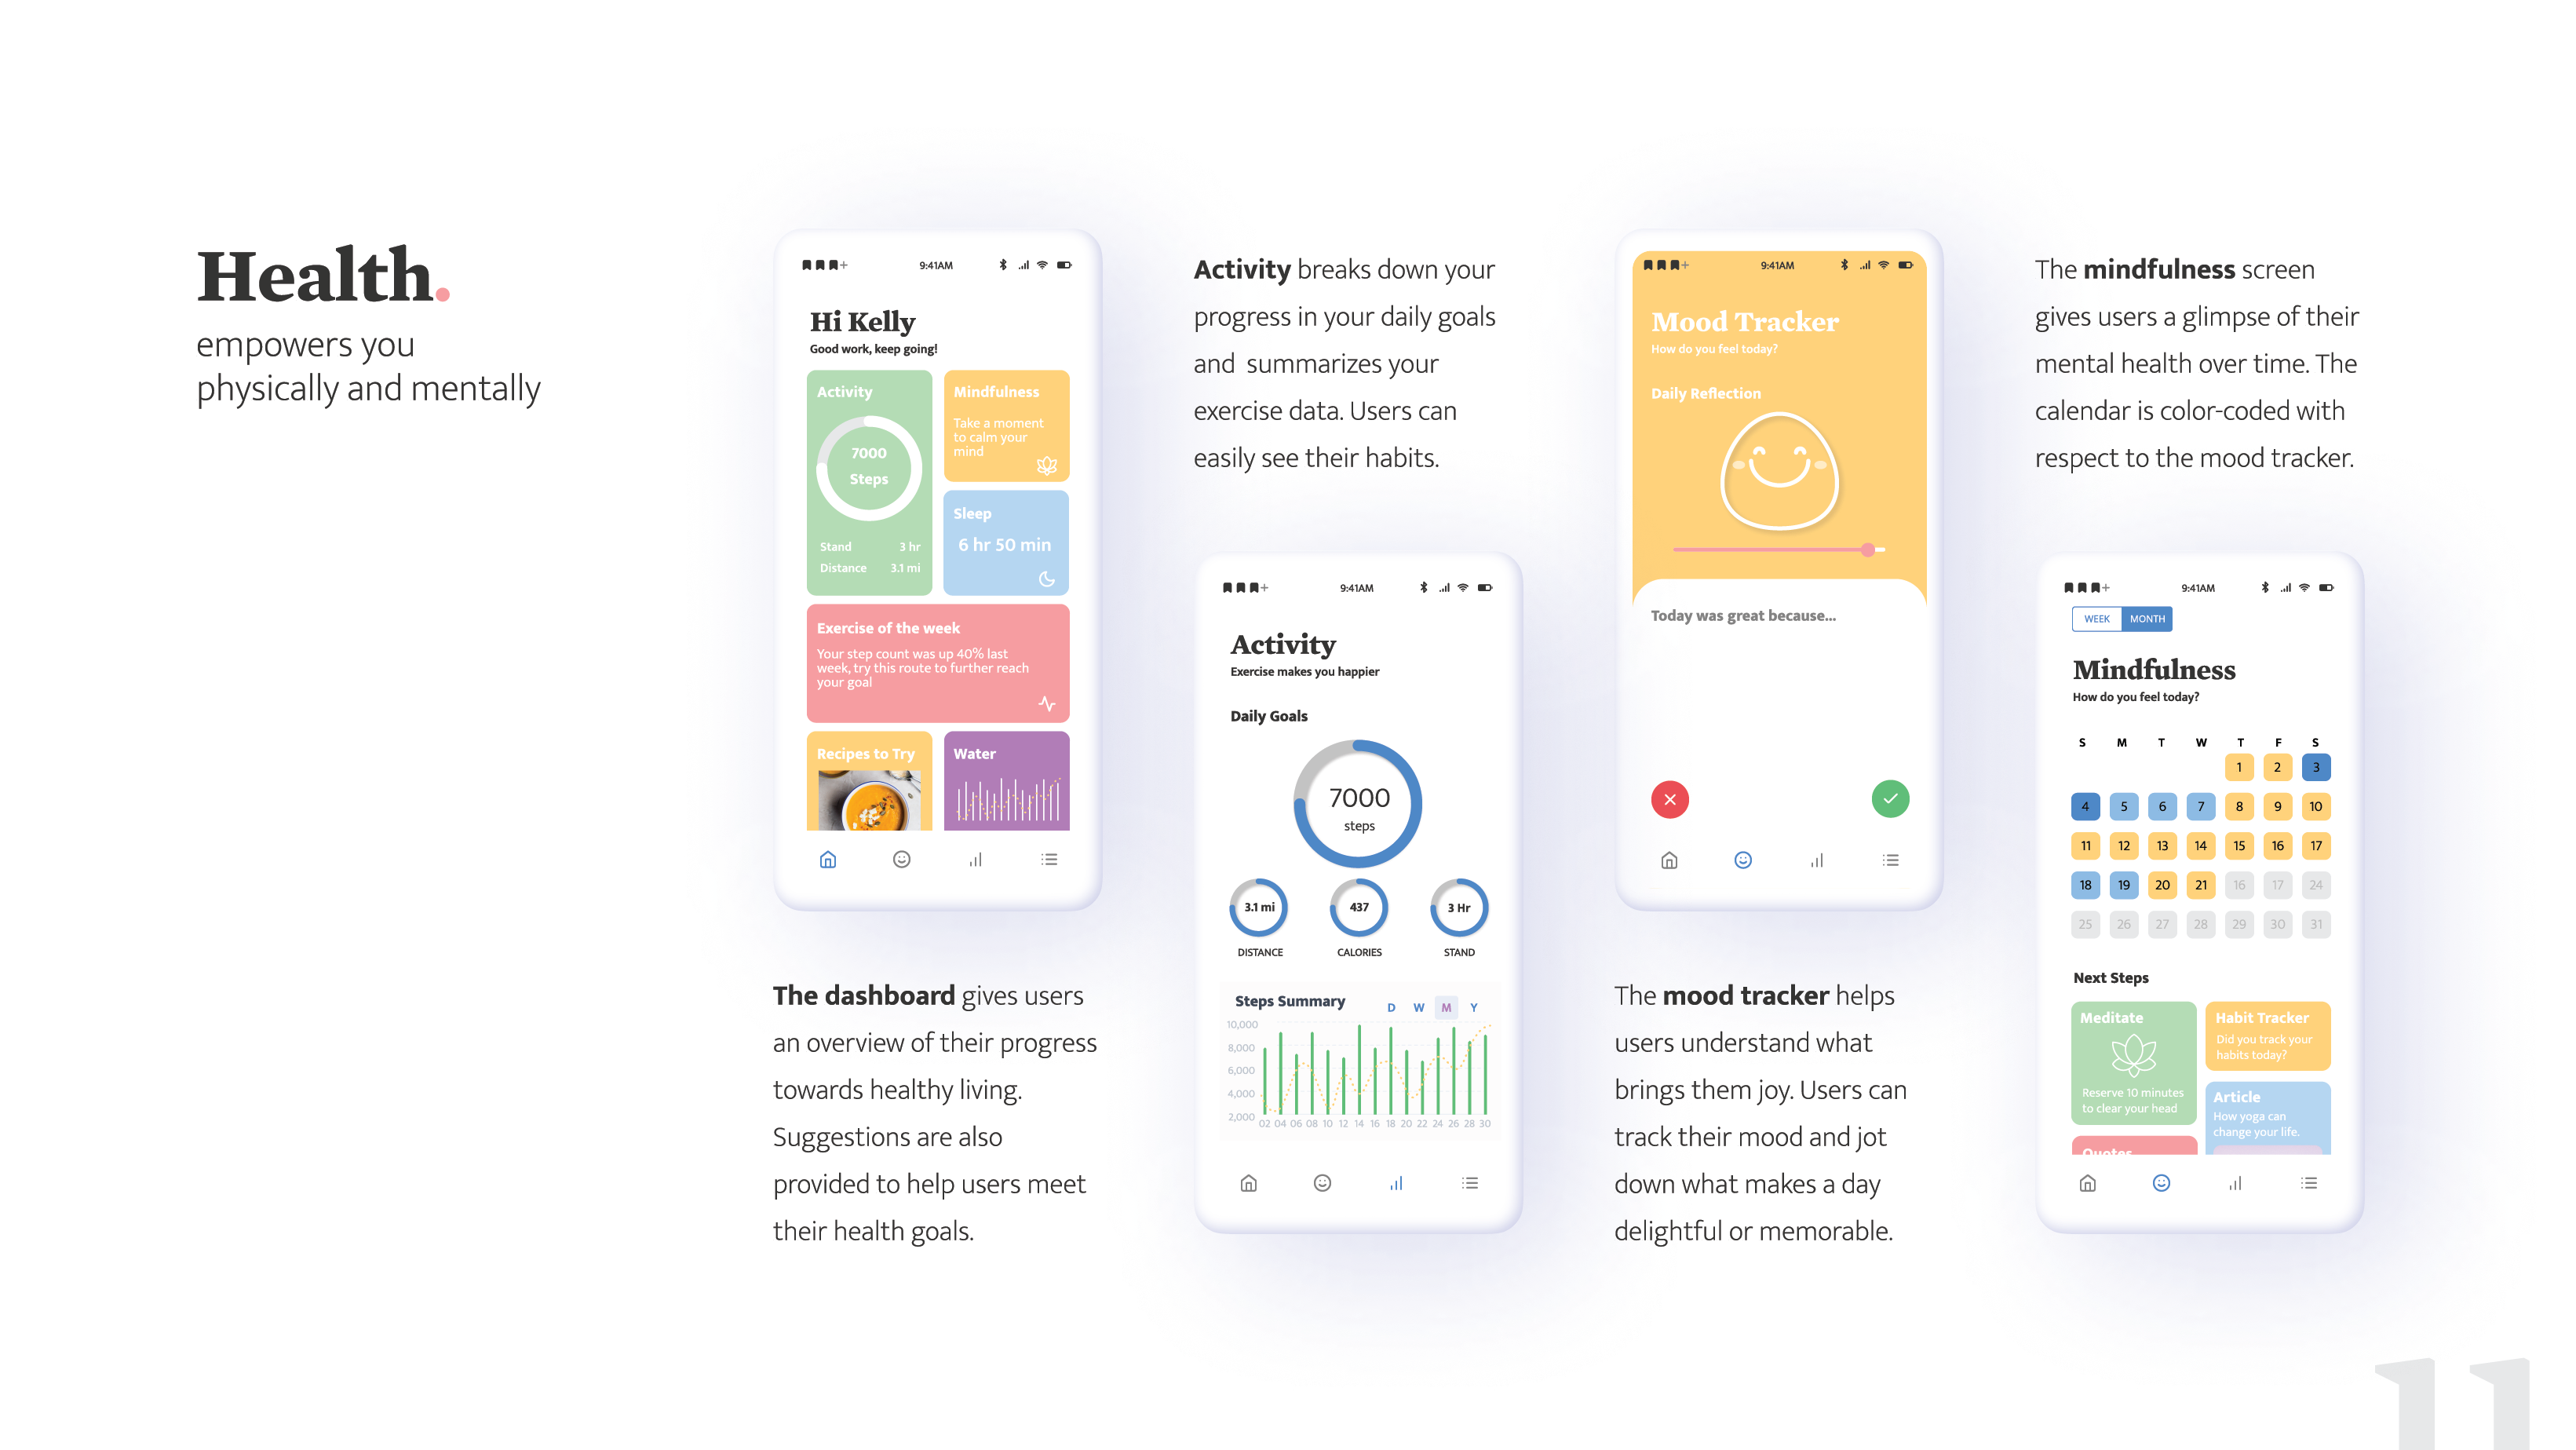 Health.
empowers you
physically and mentally
9:41AM
Hi Kelly
Good work, keep going!
Activity
7000
Steps
Stand 3 hr
Distance 3.1 mi
Mindfulness
Take a moment
to calm your
mind
Sleep
6 hr 50 min
Exercise of the week
Your step count was up 40% last
week, try this route to further reach
your goal
Recipes to Try
Water
The dashboard gives users
an overview of their progress
towards healthy living.
Suggestions are also
provided to help users meet
their health goals.
Activity breaks down your
progress in your daily goals
and summarizes your
exercise data. Users can
easily see their habits.
9:41AM
Activity
Exercise makes you happier
Daily Goals
7000
steps
3.1 mi 437 3 Hr
DISTANCE CALORIES STAND
Steps Summary D W M Y
10,000
8,000
6,000
4,000
2,000
02 04 06 08 10 12 14 16 18 20 22 24 26 28 30
9:41AM
Mood Tracker
How do you feel today?
Daily Reflection
Today was great because...
The mood tracker helps
users understand what
brings them joy. Users can
track their mood and jot
down what makes a day
delightful or memorable.
The mindfulness screen
gives users a glimpse of their
mental health over time. The
calendar is color-coded with
respect to the mood tracker.
9:41AM
WEEK MONTH
Mindfulness
How do you feel today?
S M T W T F S
1 2 3
4 5 6 7 8 9 10
11 12 13 14 15 16 17
18 19 20 21 16 17 24
25 26 27 28 29 30 31
Next Steps
Meditate
Reserve 10 minutes
to clear your head
Habit Tracker
Did you track your
habits today?
Article
How yoga can
change your life.
Quotes
11